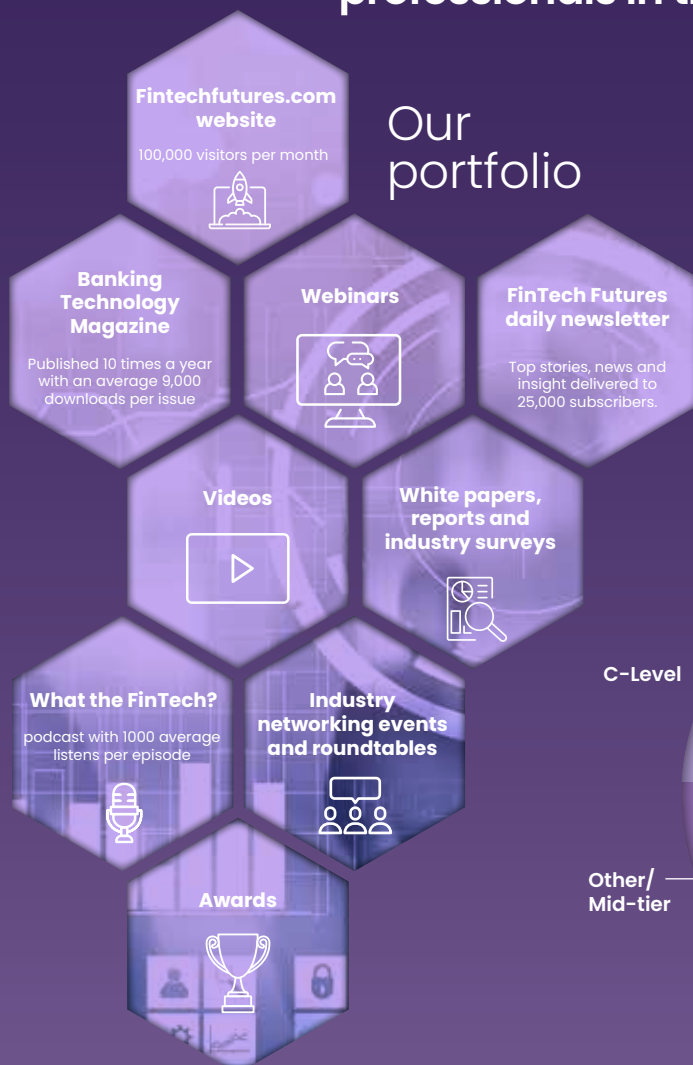 Our
portfolio
Fintechfutures.com
website
100,000 visitors per month
Banking
Technology
Magazine
Published 10 times a year
with an average 9,000
downloads per issue
Webinars
FinTech Futures
daily newsletter
Top stories, news and
insight delivered to
25,000 subscribers.
Videos
White papers,
reports and
industry surveys
What the FinTech?
podcast with 1000 average
listens per episode
Industry
networking events
and roundtables
Awards
C-Level
Other/
Mid-tier